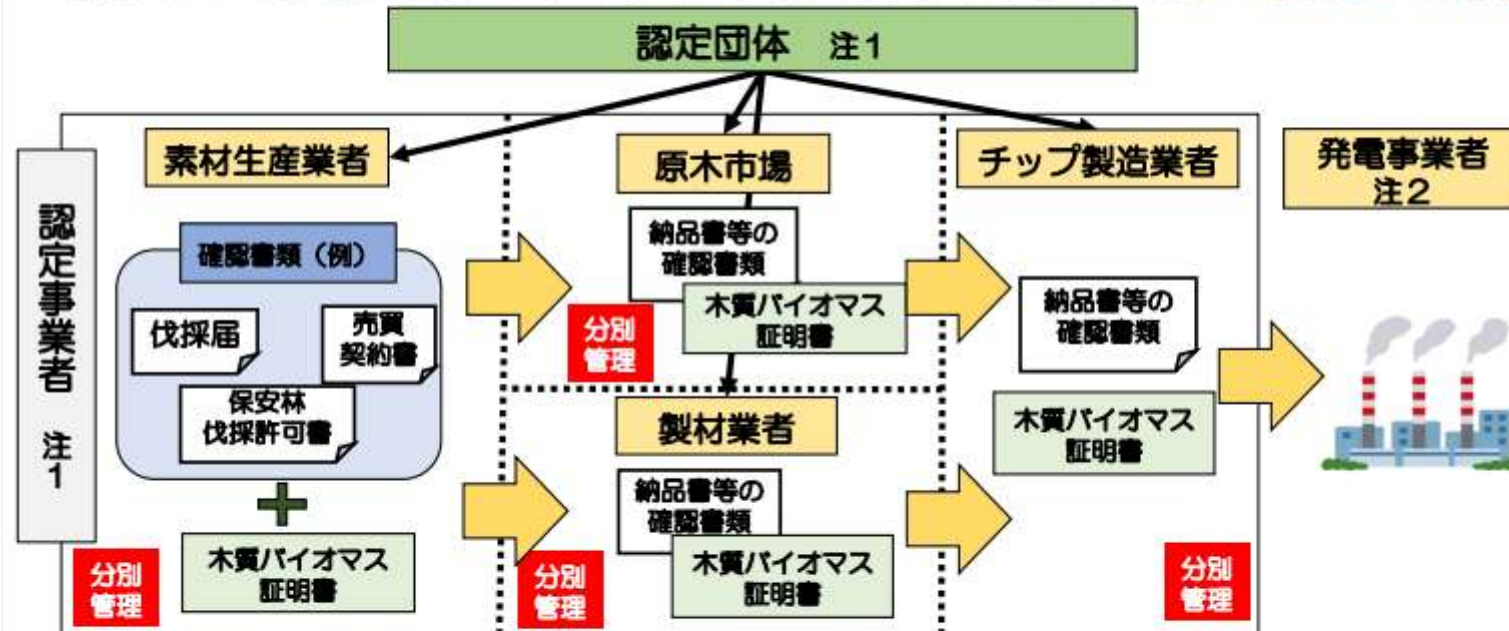 認定団体 注1
認定事業者 注1
素材生産業者
確認書類(例)
伐採届
売買
契約書
保安林
伐採許可書
木質バイオマス
証明書
分別
管理
原木市場
納品書等の
確認書類
木質バイオマス
証明書
分別
管理
製材業者
納品書等の
確認書類
木質バイオマス
証明書
分別
管理
チップ製造業者
納品書等の
確認書類
木質バイオマス
証明書
分別
管理
発電事業者
注2